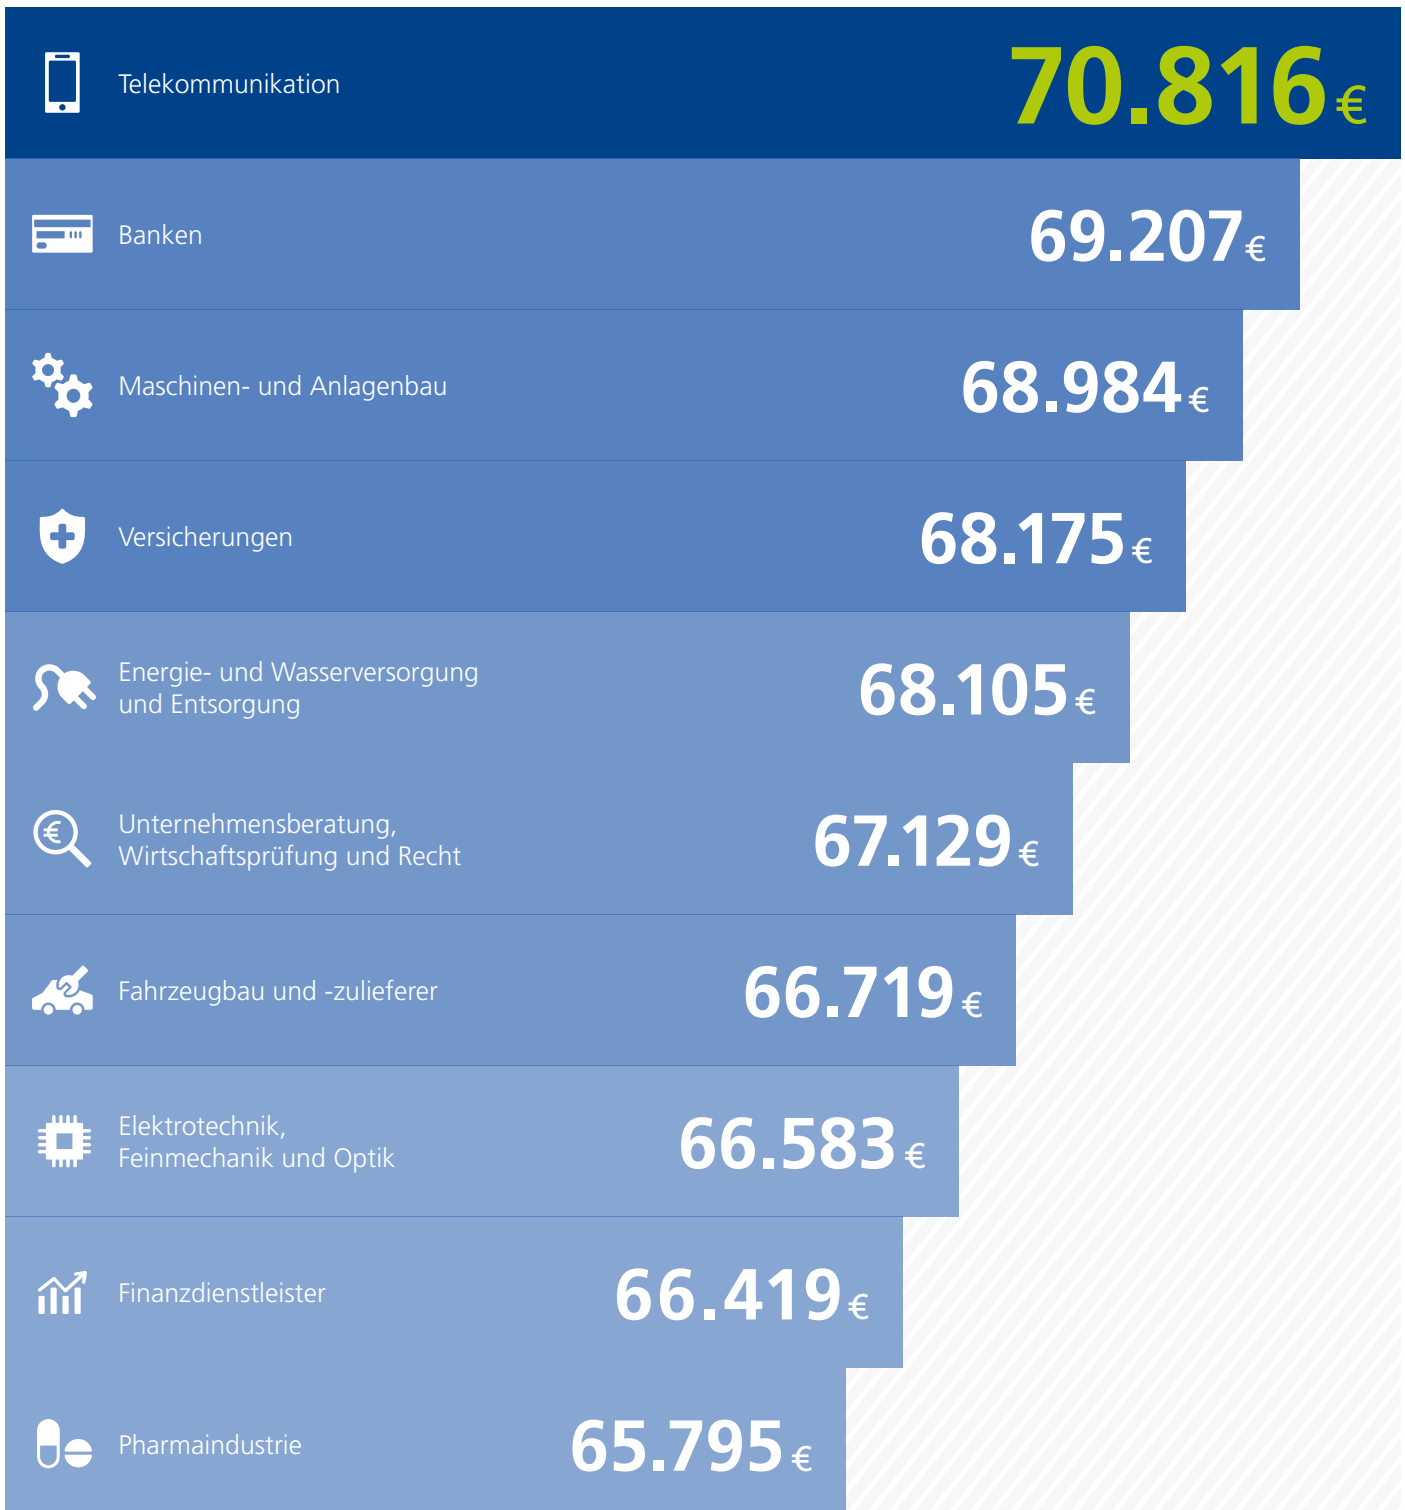 Telekommunikation
70.816 €
Banken
69.207 €
Maschinen- und Anlagenbau
68.984 €
Versicherungen
68.175 €
Energie- und Wasserversorgung
und Entsorgung
68.105 €
Unternehmensberatung,
Wirtschaftsprüfung und Recht
67.129 €
Fahrzeugbau und -zulieferer
66.719 €
Elektrotechnik,
Feinmechanik und Optik
66.583 €
Finanzdienstleister
66.419 €
Pharmaindustrie
65.795 €